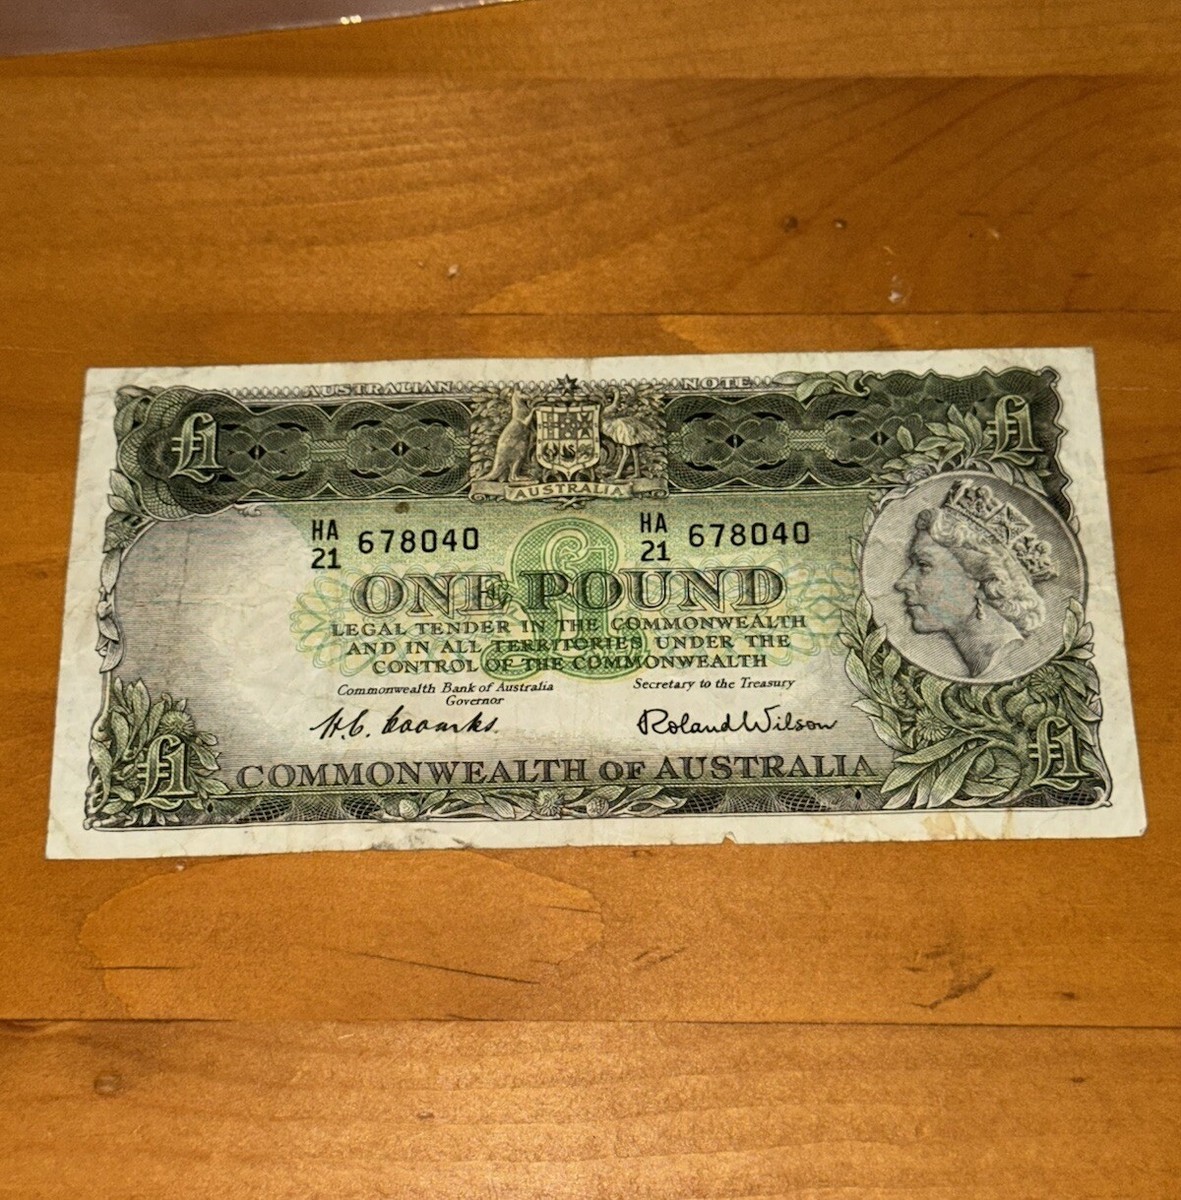 AUSTRALIAN NOTE
£1 £1
AUSTRALIA
HA 21 678040 HA 21 678040
ONE POUND
LEGAL TENDER IN THE COMMONWEALTH
AND IN ALL TERRITORIES UNDER THE
CONTROL OF THE COMMONWEALTH
Commonwealth Bank of Australia
Governor
Secretary to the Treasury
H.C. Coombs.
Roland Wilson
£1 £1
COMMONWEALTH OF AUSTRALIA